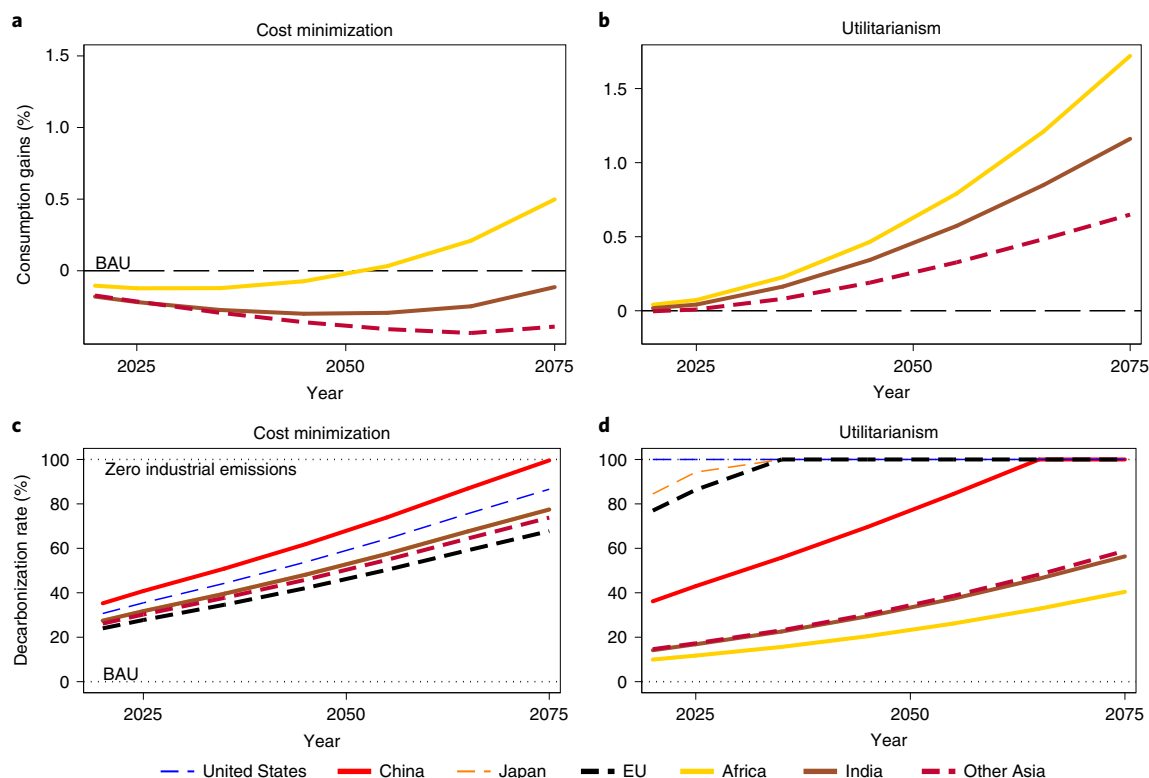 a
Cost minimization
1.5
1.0
0.5
0
BAU
Consumption gains (%)
2025
2050
2075
Year
b
Utilitarianism
1.5
1.0
0.5
0
2025
2050
2075
Year
c
Cost minimization
100
80
60
40
20
0
Zero industrial emissions
BAU
Decarbonization rate (%)
2025
2050
2075
Year
d
Utilitarianism
100
80
60
40
20
0
2025
2050
2075
Year
United States China Japan EU Africa India Other Asia